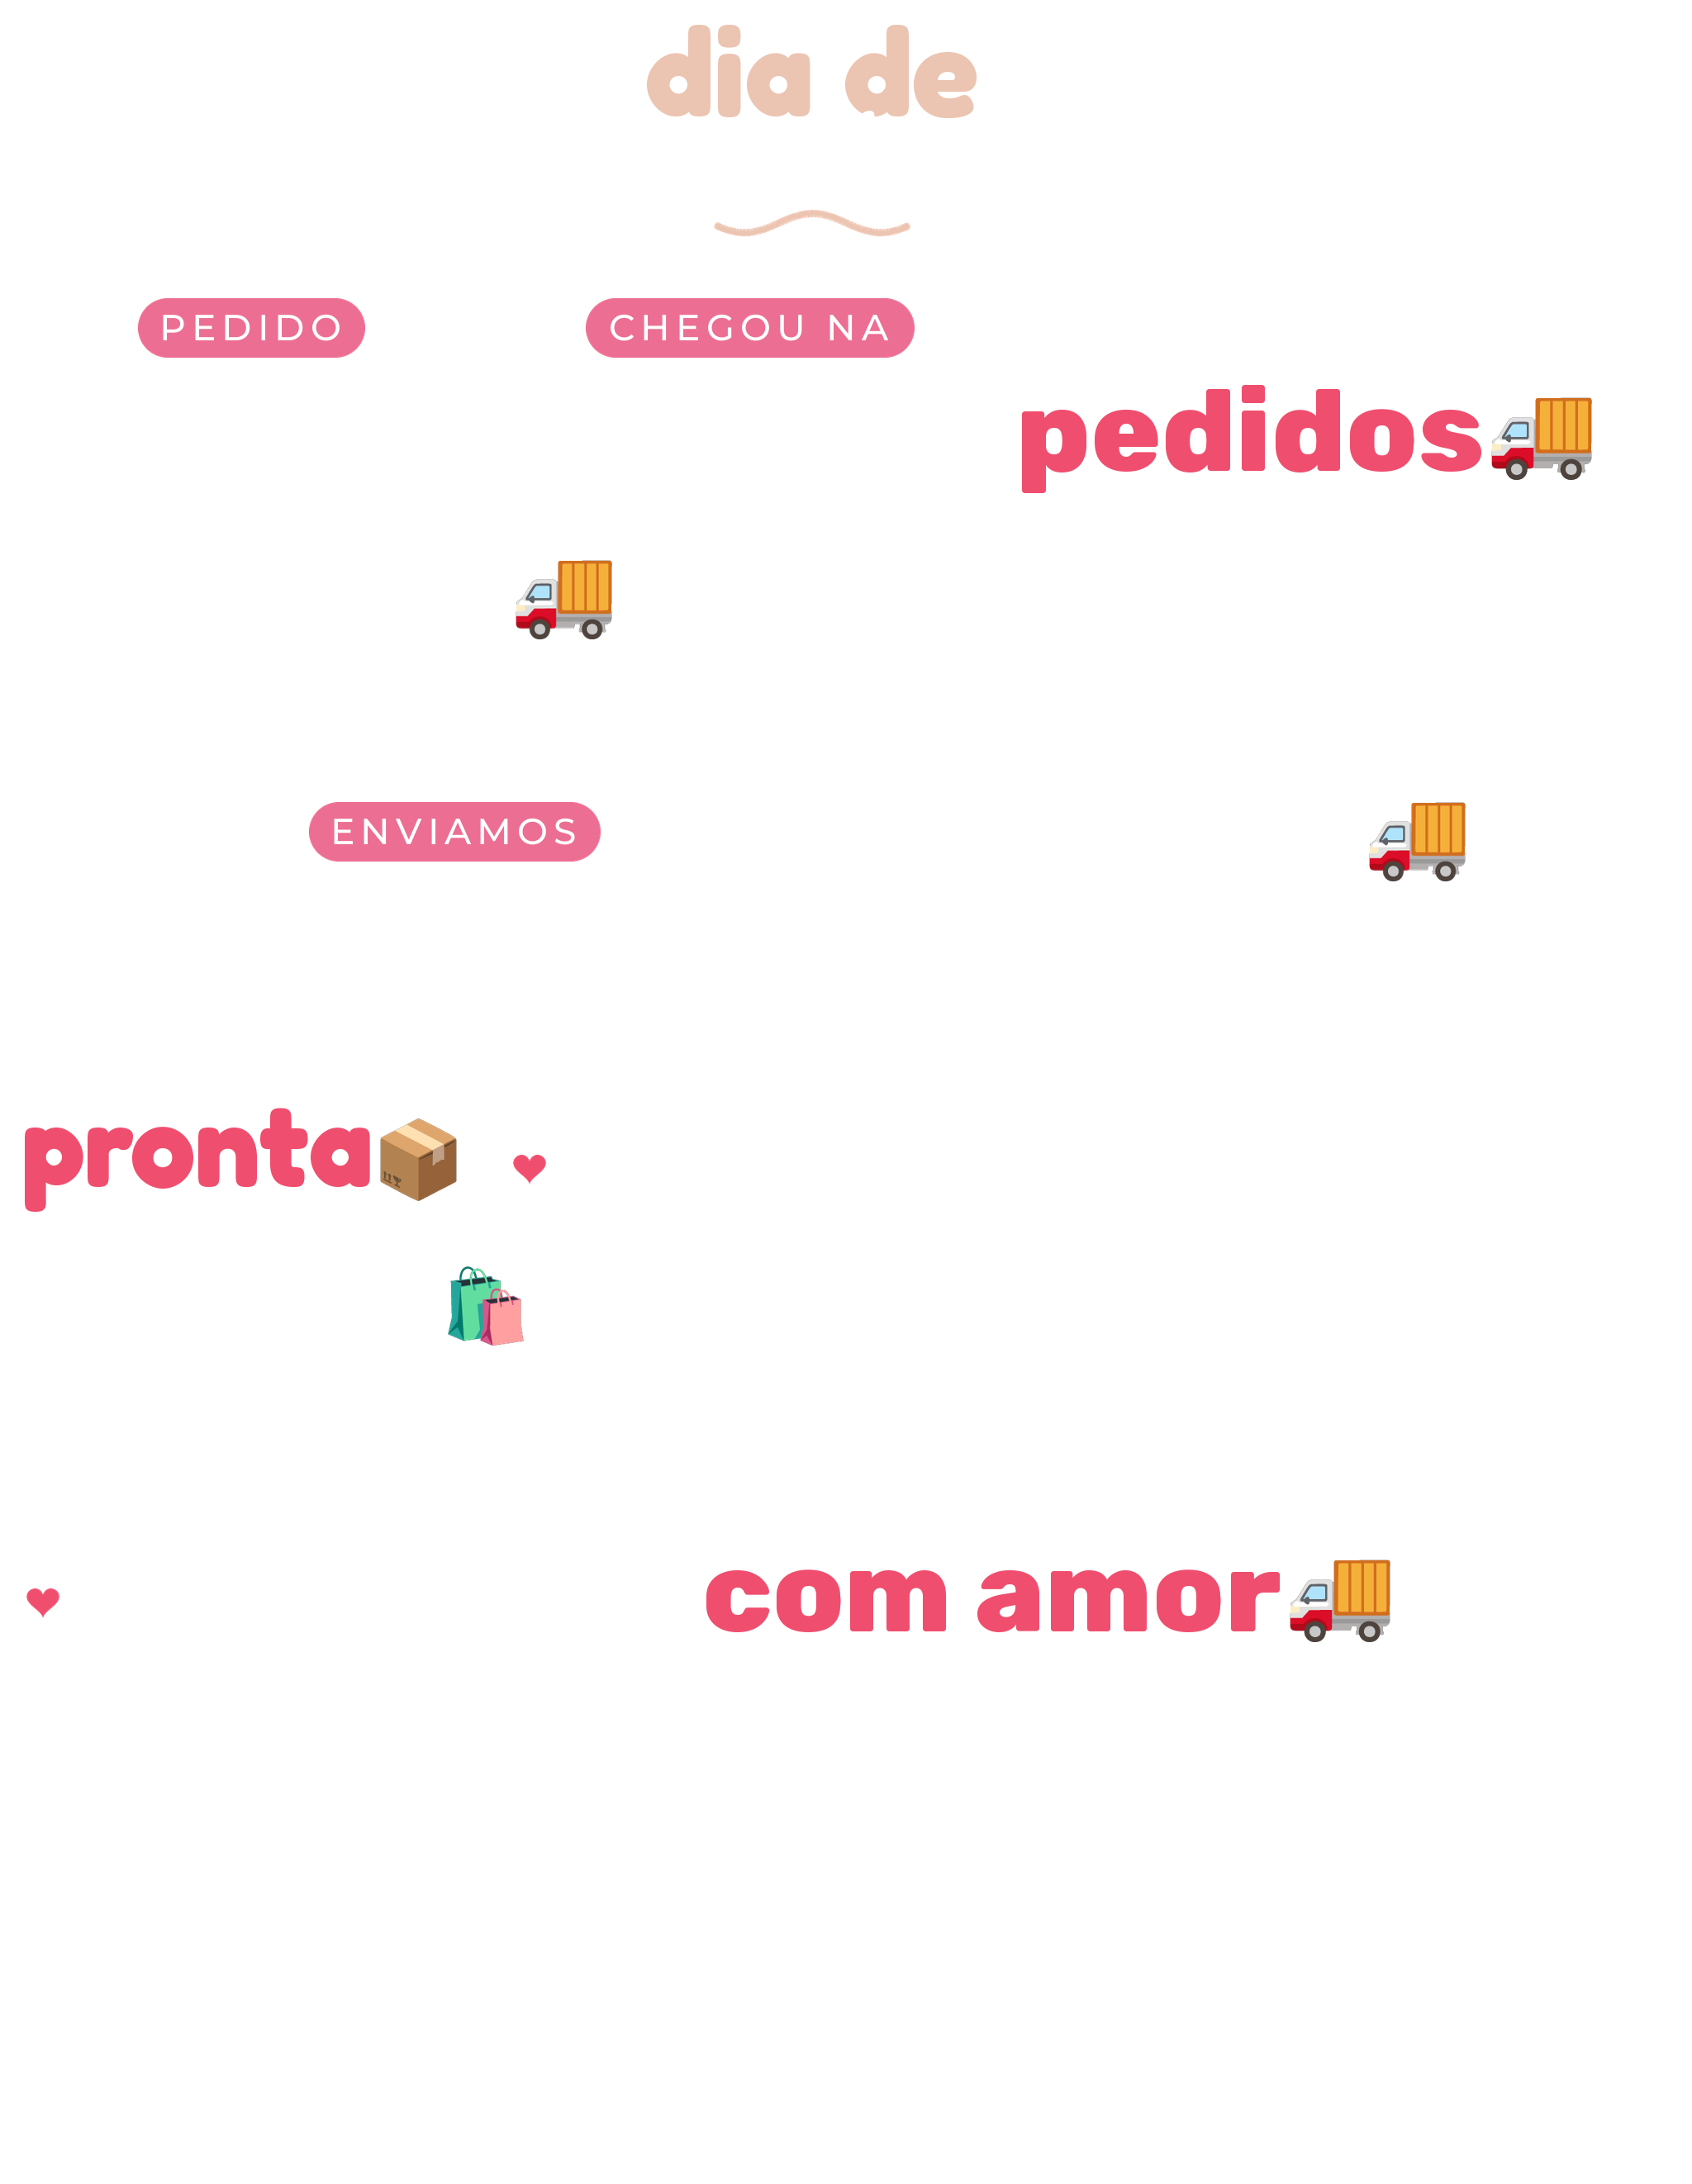 dia de
PEDIDO
CHEGOU NA
pedidos
ENVIAMOS
pronta
com amor